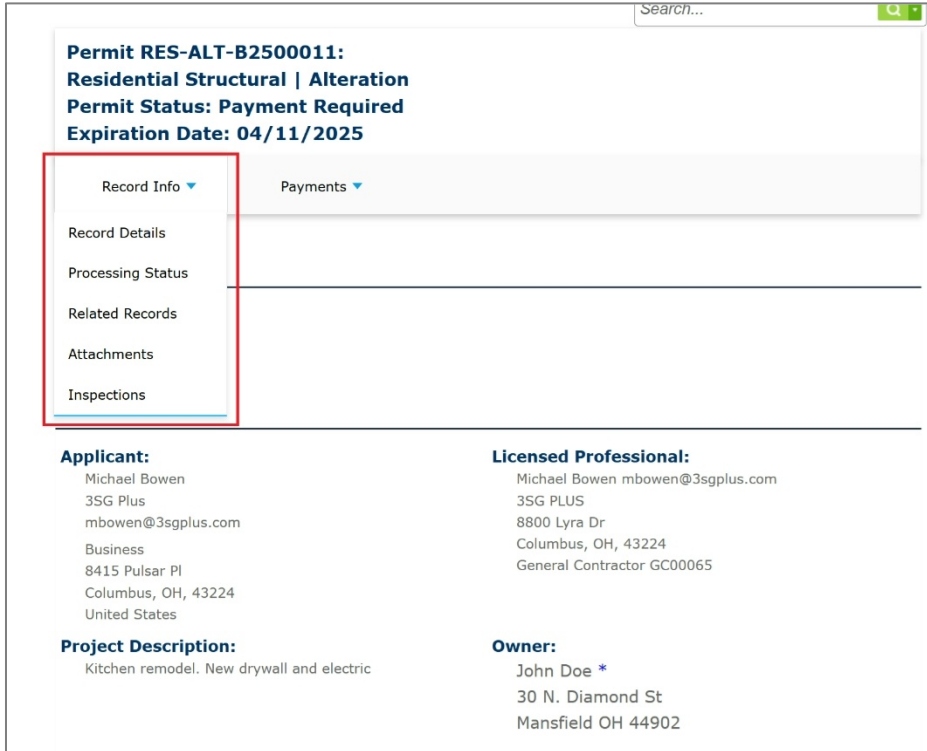 Search...
Permit RES-ALT-B2500011:
Residential Structural | Alteration
Permit Status: Payment Required
Expiration Date: 04/11/2025
Record Info
Payments
Record Details
Processing Status
Related Records
Attachments
Inspections
Applicant:
Michael Bowen
3SG Plus
mbowen@3sgplus.com
Business
8415 Pulsar Pl
Columbus, OH, 43224
United States
Licensed Professional:
Michael Bowen mbowen@3sgplus.com
3SG PLUS
8800 Lyra Dr
Columbus, OH, 43224
General Contractor GC00065
Project Description:
Kitchen remodel. New drywall and electric
Owner:
John Doe *
30 N. Diamond St
Mansfield OH 44902